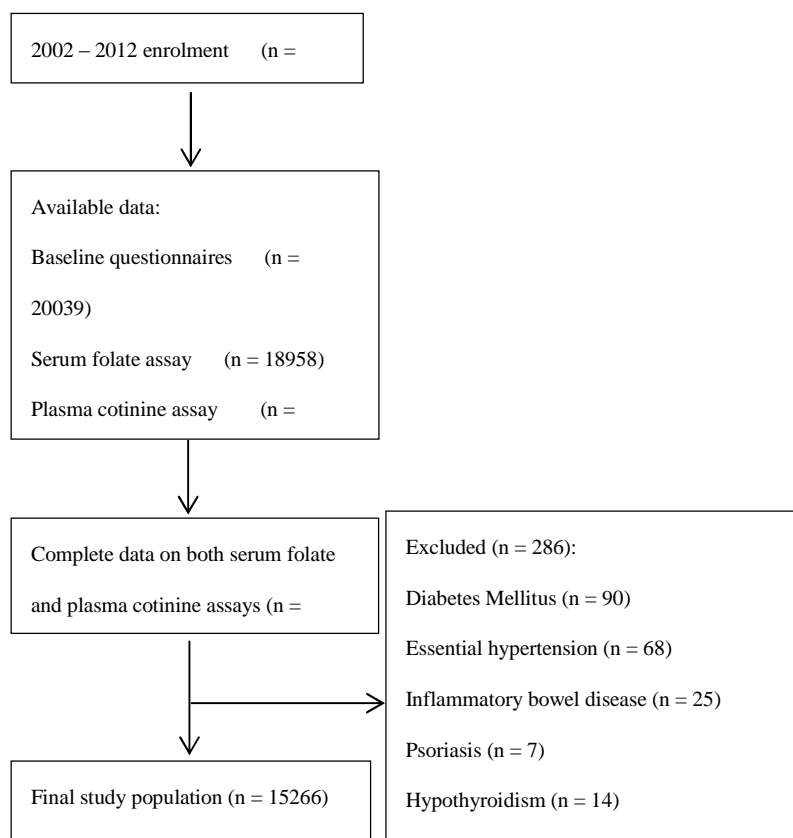 2002 – 2012 enrolment (n =
Available data:
Baseline questionnaires (n =
20039)
Serum folate assay (n = 18958)
Plasma cotinine assay (n =
Complete data on both serum folate
and plasma cotinine assays (n =
Excluded (n = 286):
Diabetes Mellitus (n = 90)
Essential hypertension (n = 68)
Inflammatory bowel disease (n = 25)
Psoriasis (n = 7)
Hypothyroidism (n = 14)
Final study population (n = 15266)